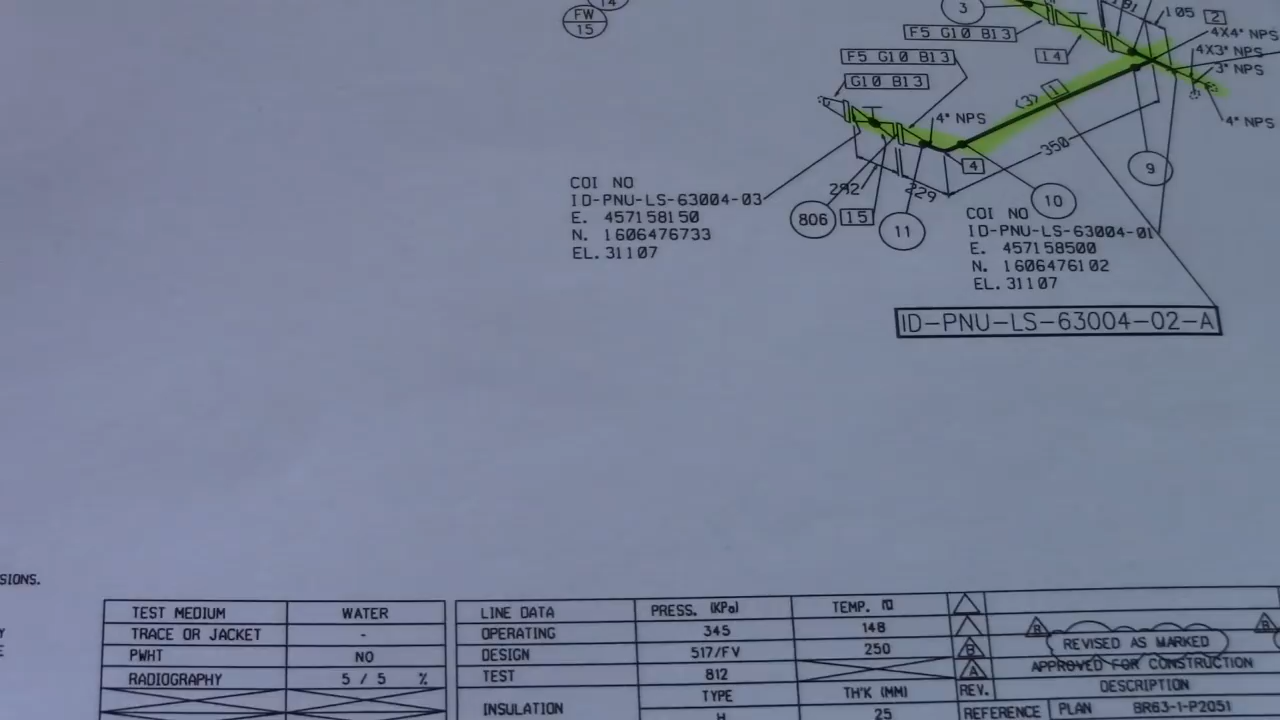 14
FW
15
3
F5 G10 B13
14
105
2
4X4" NPS
4X3" NPS
3" NPS
4" NPS
F5 G10 B13
G10 B13
4" NPS
(3)
1
350
4
9
10
292
229
806
15
11
COI NO
ID-PNU-LS-63004-03
E. 457158150
N. 1606476733
EL. 31107
COI NO
ID-PNU-LS-63004-01
E. 457158500
N. 1606476102
EL. 31107
ID-PNU-LS-63004-02-A
SIONS.
TEST MEDIUM WATER
TRACE OR JACKET -
PWHT NO
RADIOGRAPHY 5 / 5 %
LINE DATA PRESS. (KPa) TEMP.
OPERATING 345 148
DESIGN 517/FV 250
TEST 812
INSULATION TYPE TH'K (MM)
H 25
B REVISED AS MARKED B
A APPROVED FOR CONSTRUCTION
REV. DESCRIPTION
REFERENCE PLAN BR63-1-P2051